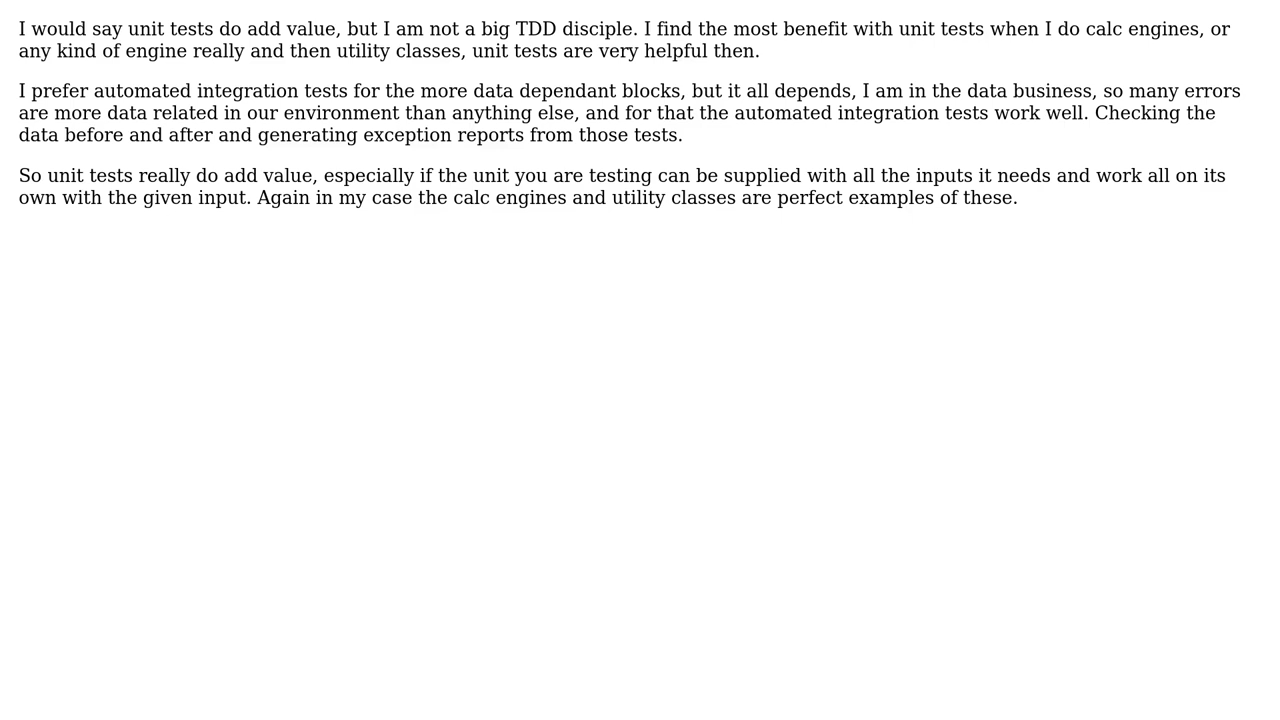 I would say unit tests do add value, but I am not a big TDD disciple. I find the most benefit with unit tests when I do calc engines, or
any kind of engine really and then utility classes, unit tests are very helpful then.
I prefer automated integration tests for the more data dependant blocks, but it all depends, I am in the data business, so many errors
are more data related in our environment than anything else, and for that the automated integration tests work well. Checking the
data before and after and generating exception reports from those tests.
So unit tests really do add value, especially if the unit you are testing can be supplied with all the inputs it needs and work all on its
own with the given input. Again in my case the calc engines and utility classes are perfect examples of these.